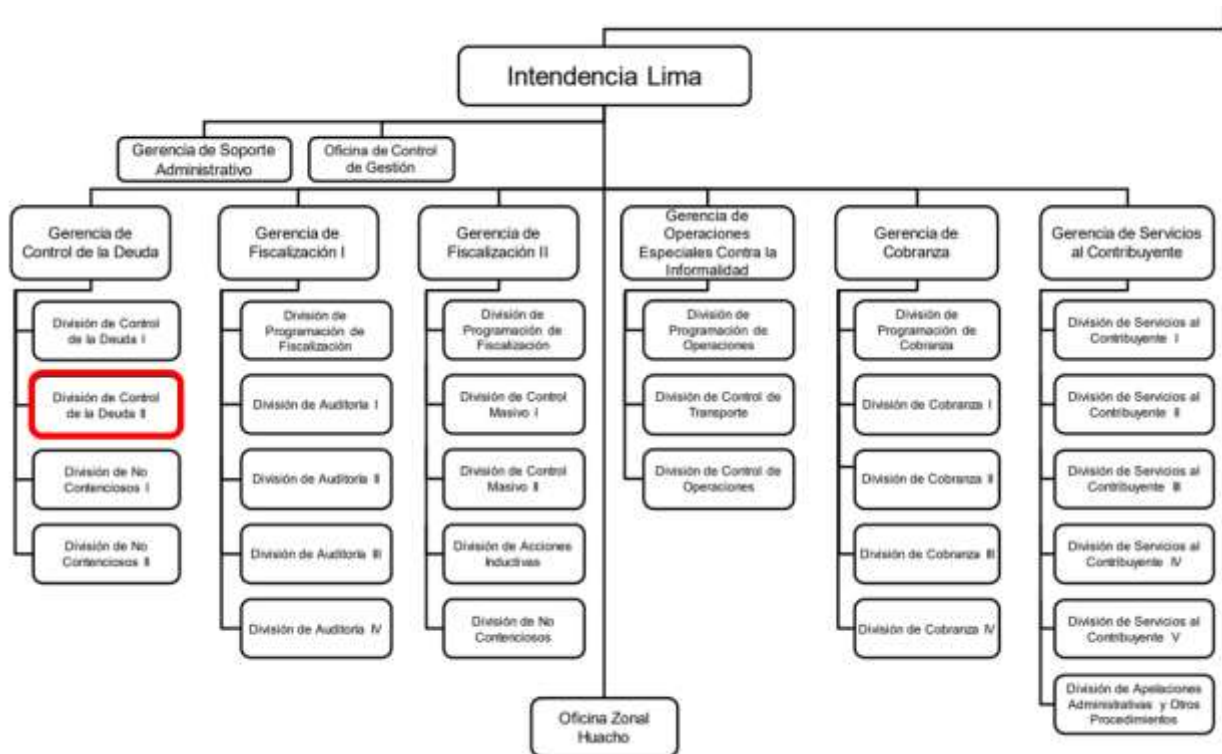 Intendencia Lima
Gerencia de Soporte
Administrativo
Oficina de Control
de Gestión
Gerencia de
Control de la Deuda
Gerencia de
Fiscalización I
Gerencia de
Fiscalización II
Gerencia de
Operaciones
Especiales Contra la
Informalidad
Gerencia de
Cobranza
Gerencia de Servicios
al Contribuyente
División de Control
de la Deuda I
División de Control
de la Deuda II
División de No
Contenciosos I
División de No
Contenciosos II
División de
Programación de
Fiscalización
División de Auditoría I
División de Auditoría II
División de Auditoría III
División de Auditoría IV
División de
Programación de
Fiscalización
División de Control
Masivo I
División de Control
Masivo II
División de Acciones
Inductivas
División de No
Contenciosos
División de
Programación de
Operaciones
División de Control de
Transporte
División de Control de
Operaciones
División de
Programación de
Cobranza
División de Cobranza I
División de Cobranza II
División de Cobranza III
División de Cobranza IV
División de Servicios al
Contribuyente I
División de Servicios al
Contribuyente II
División de Servicios al
Contribuyente III
División de Servicios al
Contribuyente IV
División de Servicios al
Contribuyente V
División de Apelaciones
Administrativas y Otros
Procedimientos
Oficina Zonal
Huacho